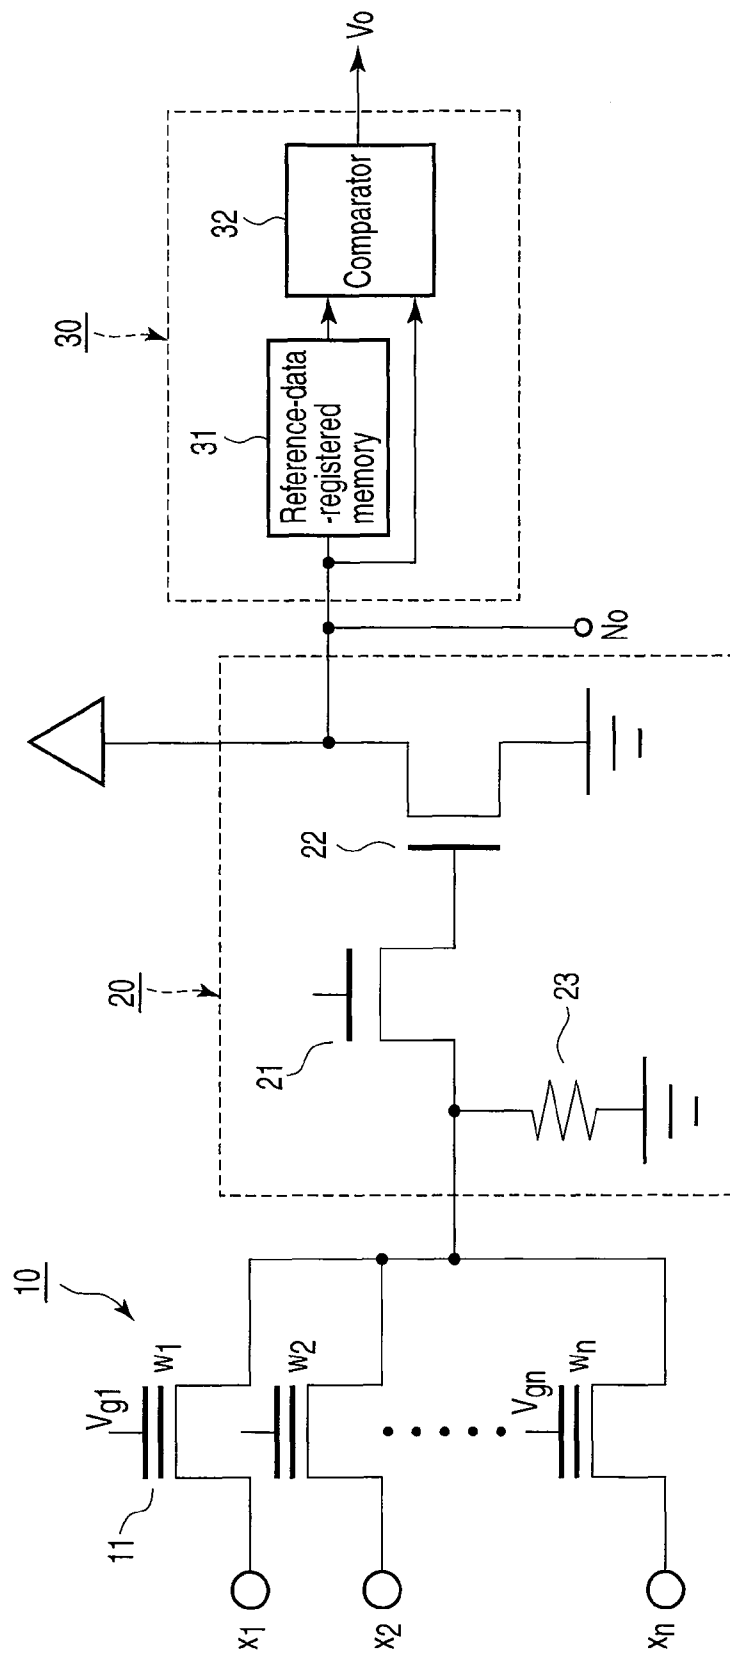 10
Vg1
w1
11
x1
w2
x2
Vgn
wn
xn
20
21
22
23
No
30
31
Reference-data
-registered
memory
32
Comparator
Vo